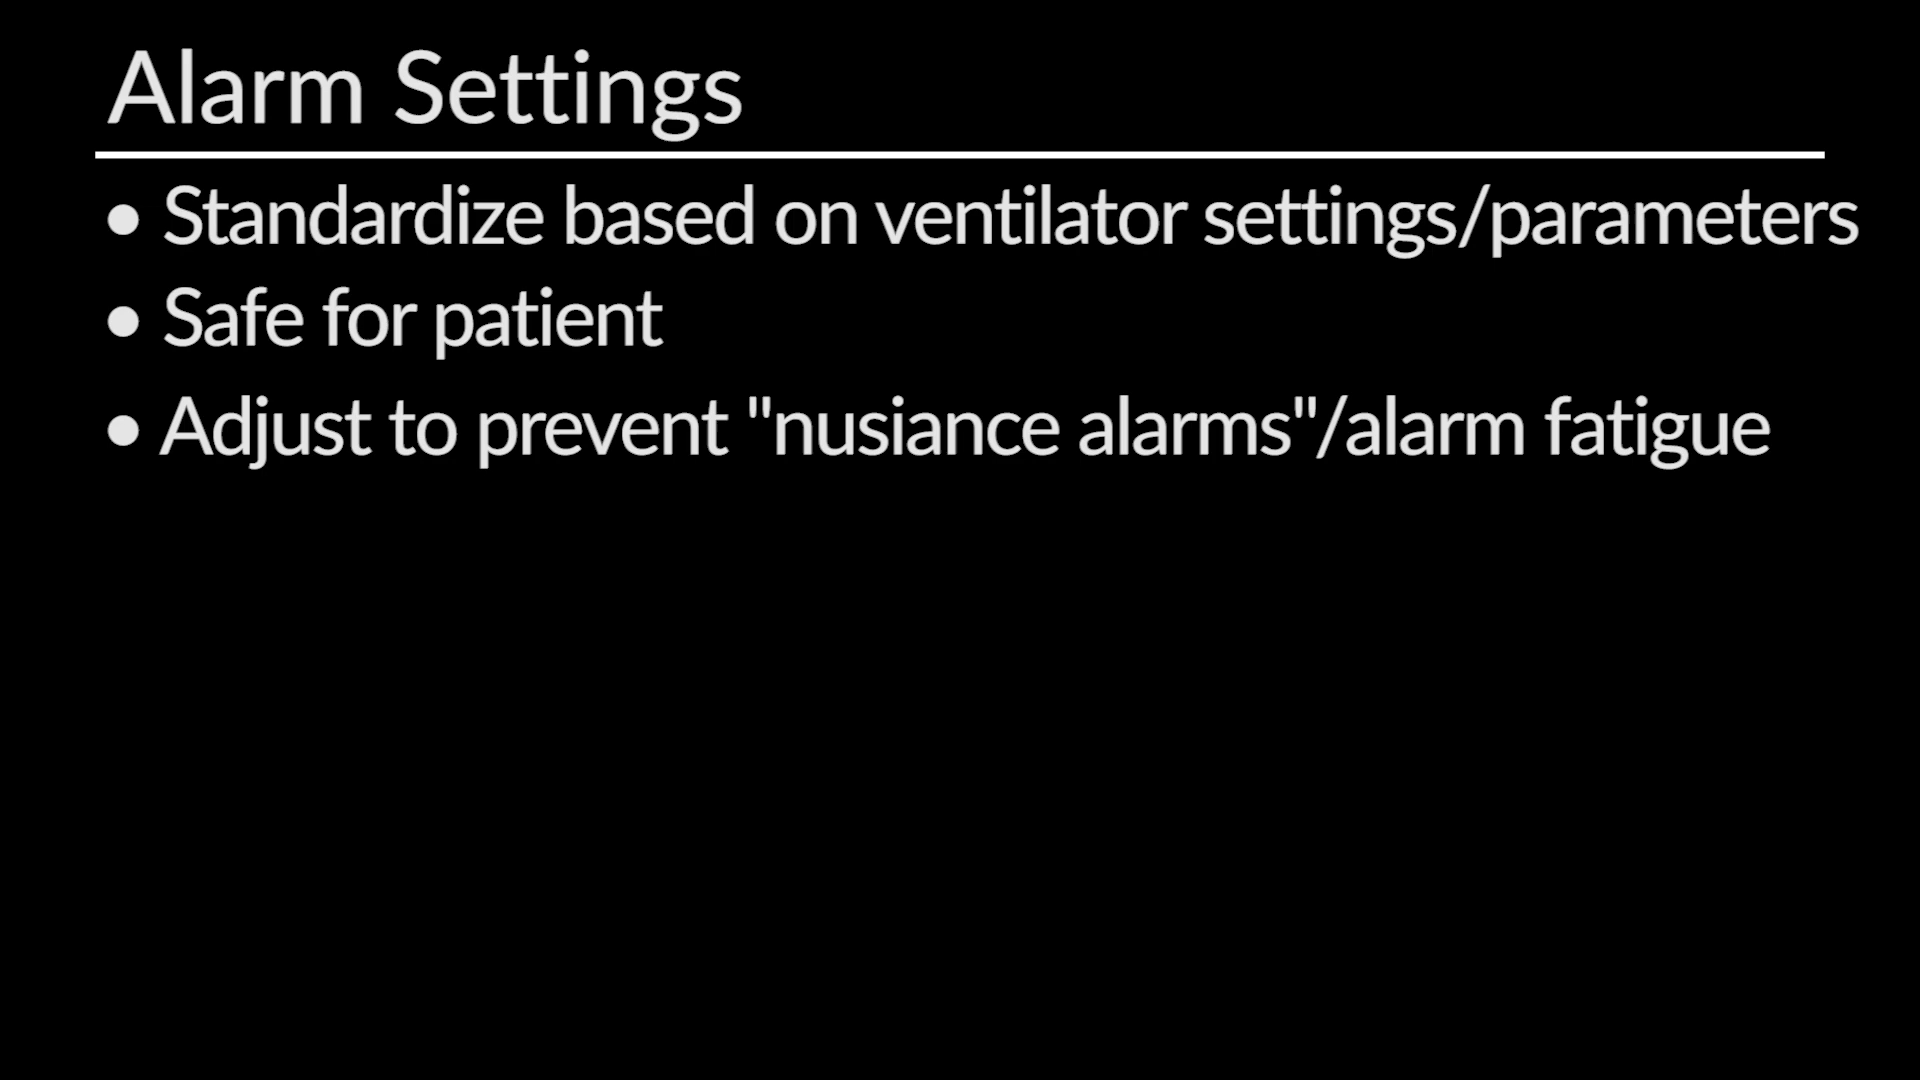 Alarm Settings
• Standardize based on ventilator settings/parameters
• Safe for patient
• Adjust to prevent "nusiance alarms"/alarm fatigue